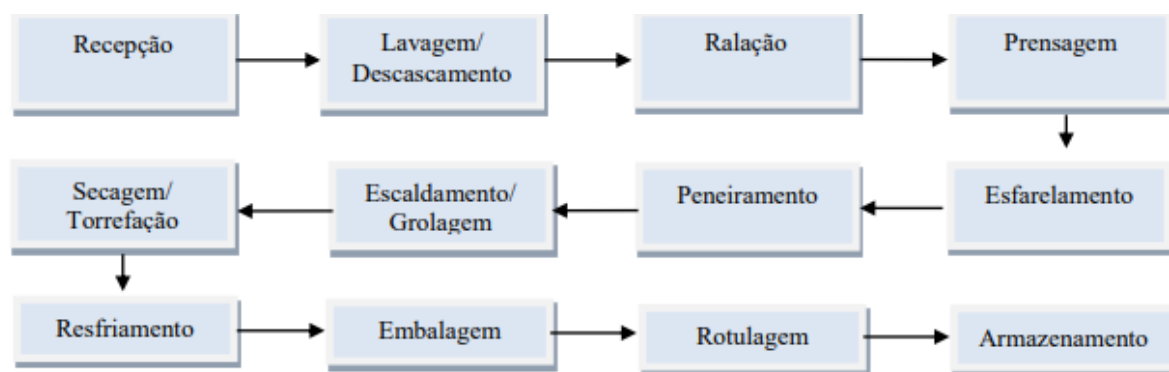 Recepção
Lavagem/
Descascamento
Ralação
Prensagem
Esfarelamento
Peneiramento
Escaldamento/
Grolagem
Secagem/
Torrefação
Resfriamento
Embalagem
Rotulagem
Armazenamento